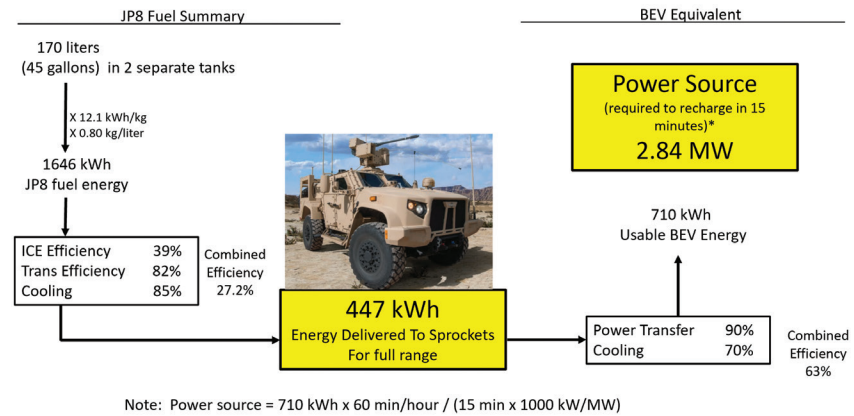 JP8 Fuel Summary
170 liters
(45 gallons) in 2 separate tanks
X 12.1 kWh/kg
X 0.80 kg/liter
1646 kWh
JP8 fuel energy
ICE Efficiency 39%
Trans Efficiency 82%
Cooling 85%
Combined
Efficiency
27.2%
447 kWh
Energy Delivered To Sprockets
For full range
BEV Equivalent
Power Source
(required to recharge in 15
minutes)*
2.84 MW
710 kWh
Usable BEV Energy
Power Transfer 90%
Cooling 70%
Combined
Efficiency
63%
Note: Power source = 710 kWh x 60 min/hour / (15 min x 1000 kW/MW)